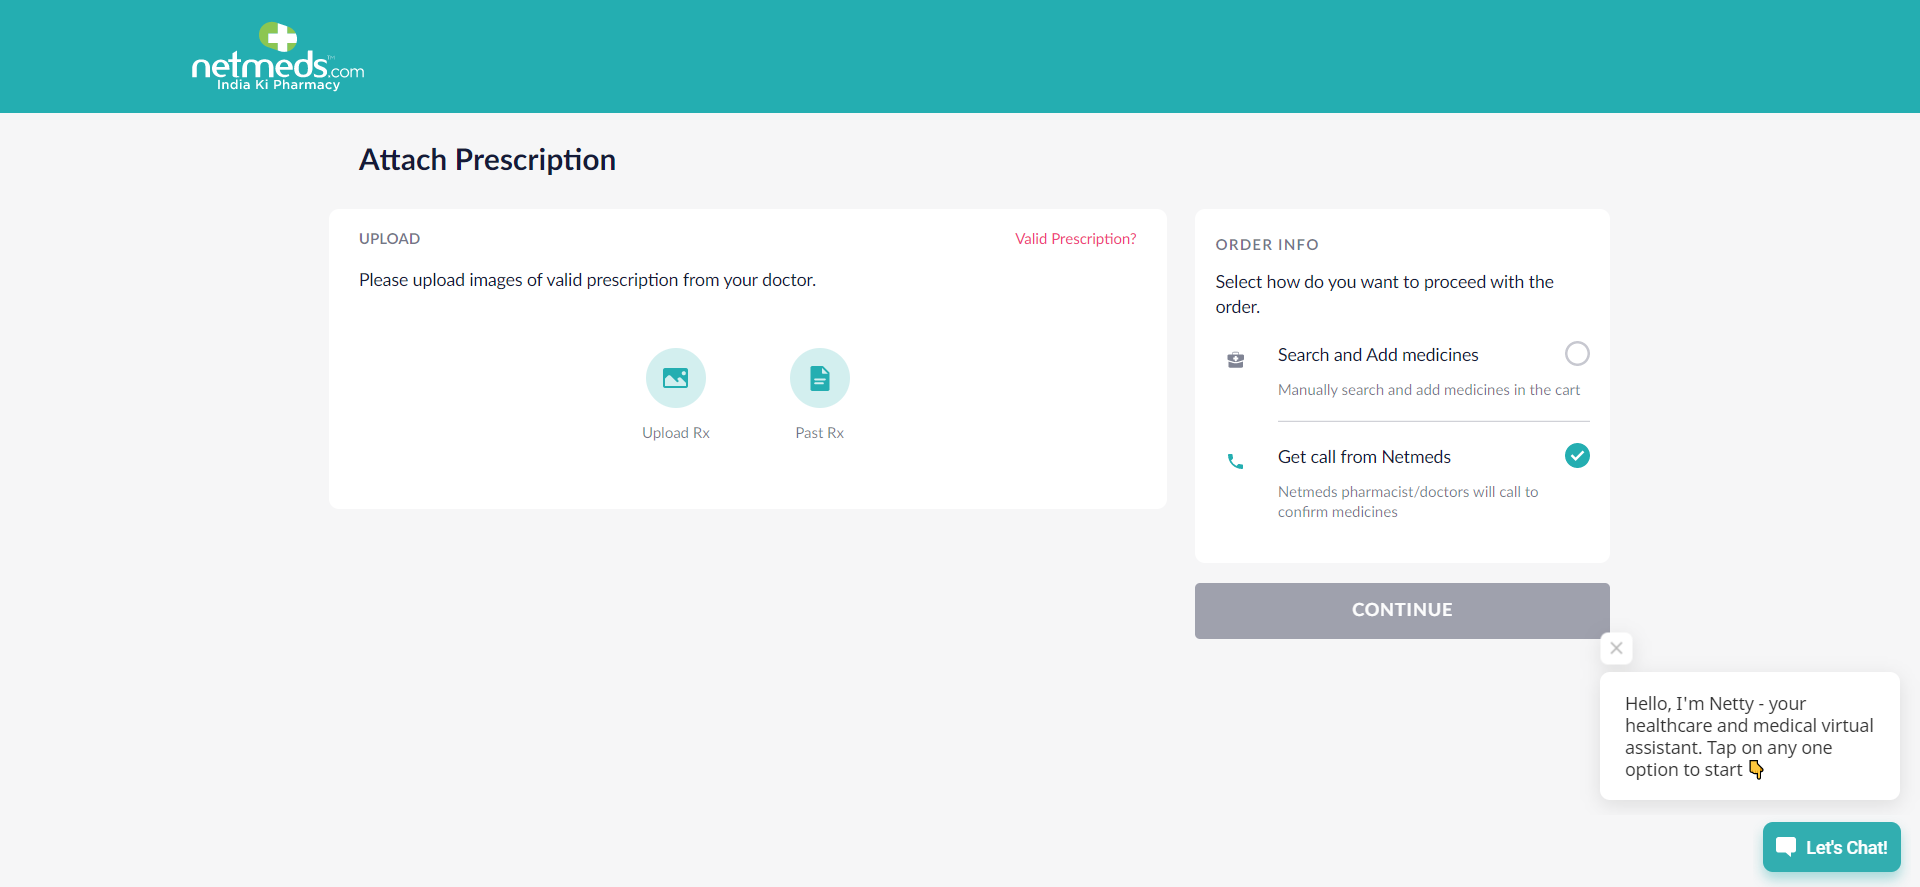 netmeds.com™
India Ki Pharmacy
Attach Prescription
UPLOAD
Valid Prescription?
Please upload images of valid prescription from your doctor.
Upload Rx
Past Rx
ORDER INFO
Select how do you want to proceed with the
order.
Search and Add medicines
Manually search and add medicines in the cart
Get call from Netmeds
Netmeds pharmacist/doctors will call to
confirm medicines
CONTINUE
Hello, I'm Netty - your
healthcare and medical virtual
assistant. Tap on any one
option to start 👇
Let's Chat!